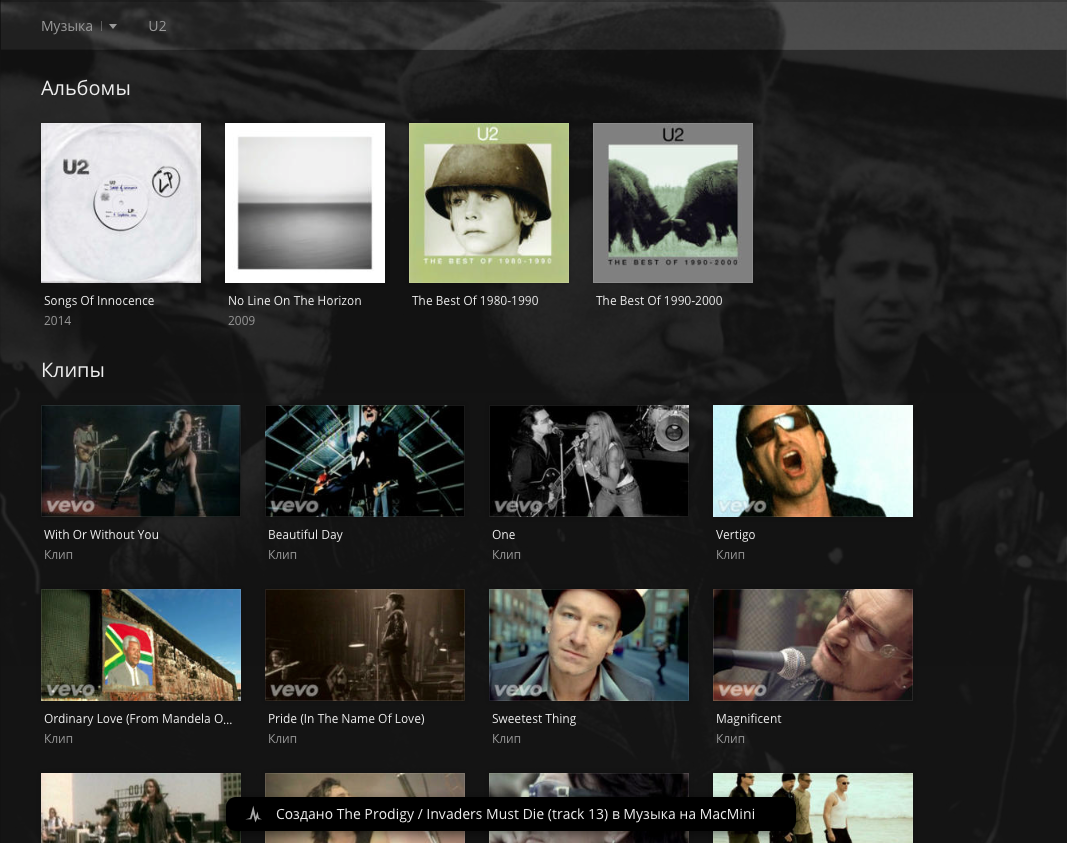 Музыка U2
Альбомы
U2
LP
U2
THE BEST OF 1980-1990
U2
THE BEST OF 1990-2000
Songs Of Innocence
2014
No Line On The Horizon
2009
The Best Of 1980-1990
The Best Of 1990-2000
Клипы
vevo
vevo
vevo
vevo
With Or Without You
Клип
Beautiful Day
Клип
One
Клип
Vertigo
Клип
vevo
vevo
vevo
vevo
Ordinary Love (From Mandela O...
Клип
Pride (In The Name Of Love)
Клип
Sweetest Thing
Клип
Magnificent
Клип
Создано The Prodigy / Invaders Must Die (track 13) в Музыка на MacMini